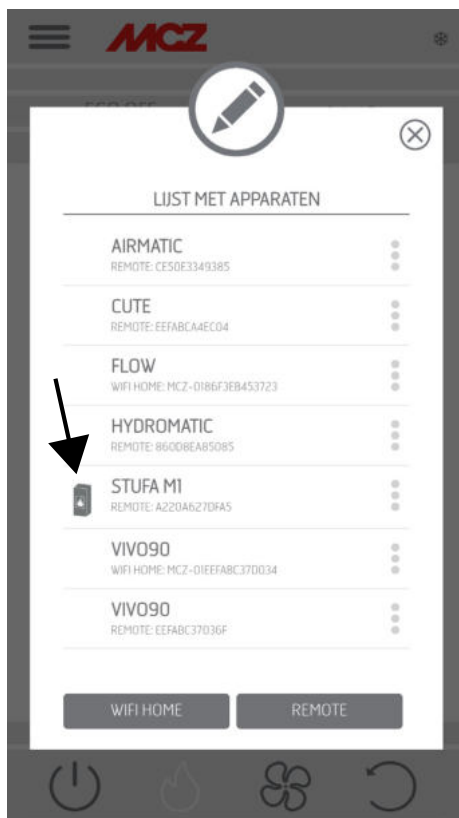 MCZ
LIJST MET APPARATEN
AIRMATIC
REMOTE: CE50E3349385
CUTE
REMOTE: EEFABCA4EC04
FLOW
WIFI HOME: MCZ-0186F3EB453723
HYDROMATIC
REMOTE: 860D8EA85085
STUFA M1
REMOTE: A220A627DFA5
VIVO90
WIFI HOME: MCZ-01EEFABC37D034
VIVO90
REMOTE: EEFABC37036F
WIFI HOME
REMOTE